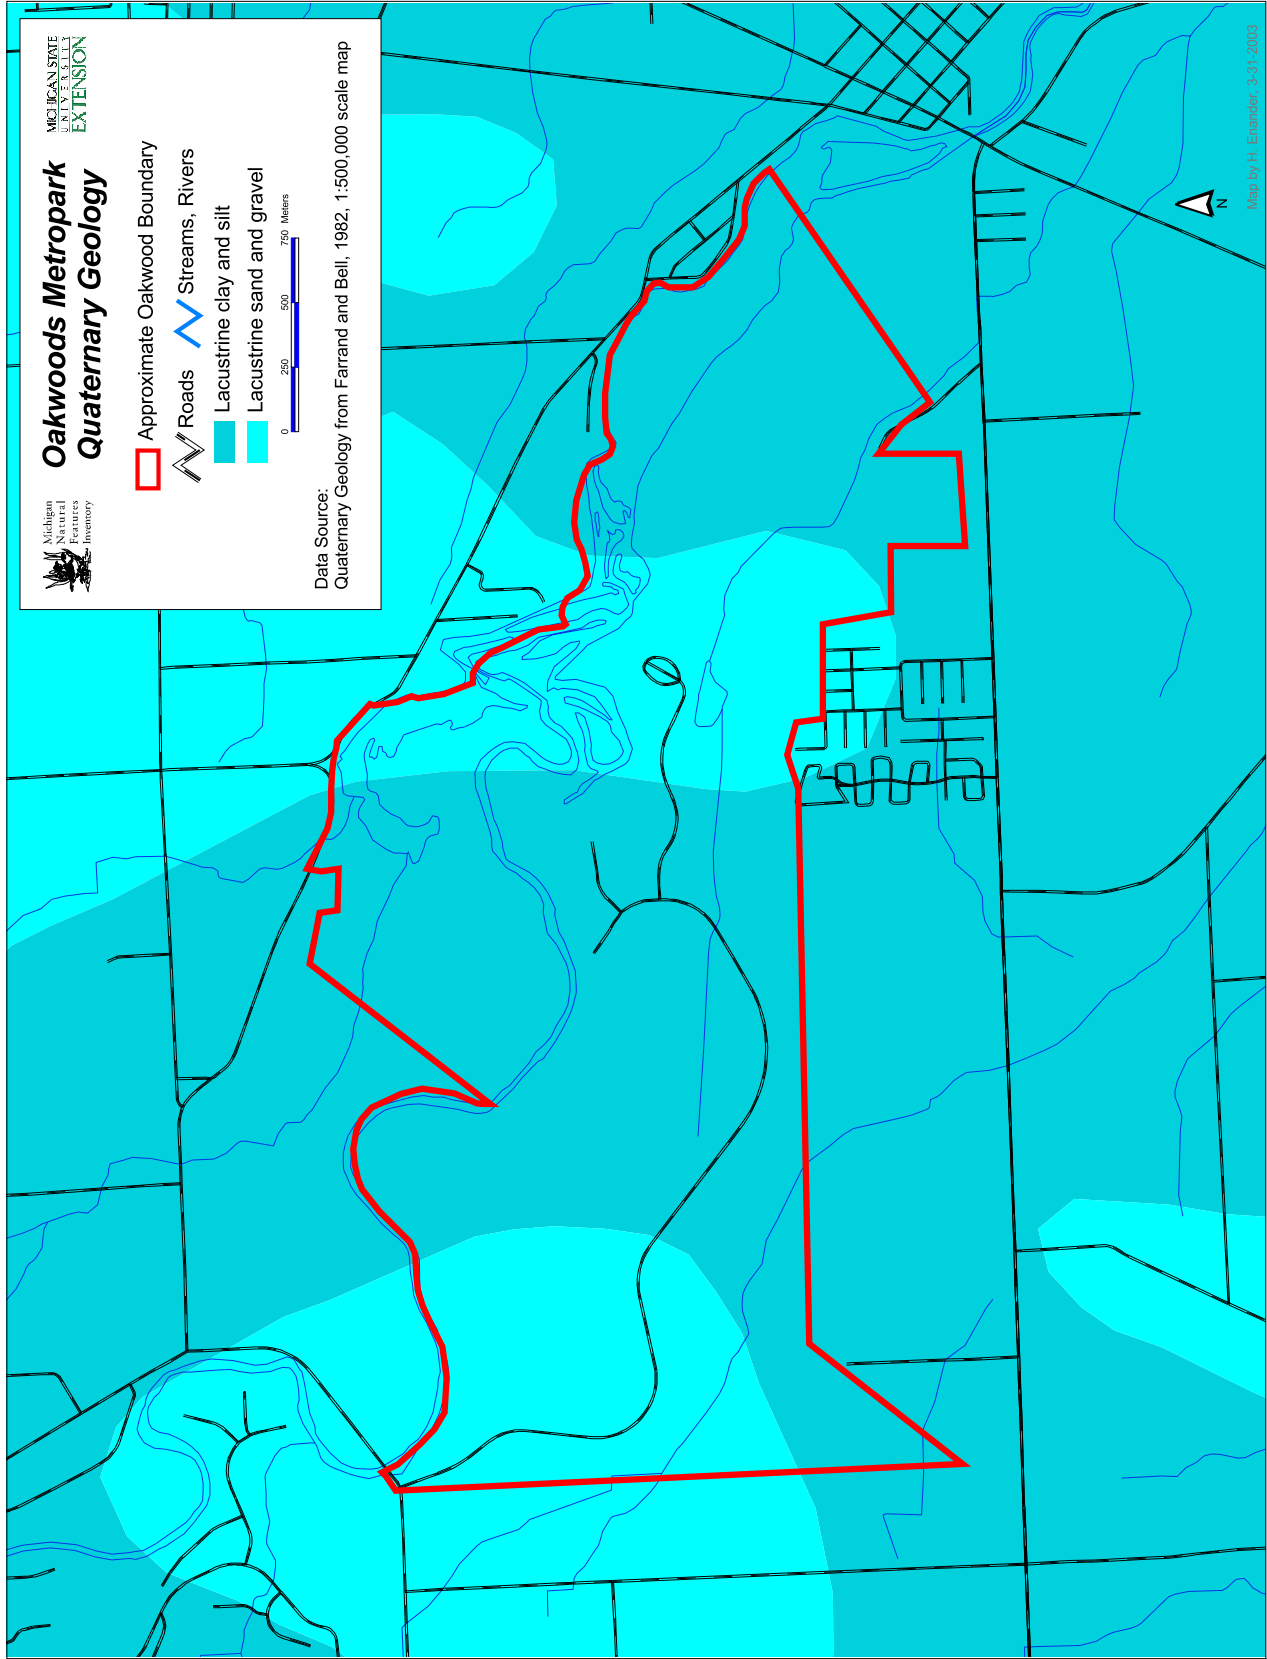 Michigan
Natural
Features
Inventory
Oakwoods Metropark
Quaternary Geology
MICHIGAN STATE
UNIVERSITY
EXTENSION
Approximate Oakwood Boundary
Roads
Streams, Rivers
Lacustrine clay and silt
Lacustrine sand and gravel
0 250 500 750 Meters
Data Source:
Quaternary Geology from Farrand and Bell, 1982, 1:500,000 scale map
N
Map by H. Enander, 3-31-2003